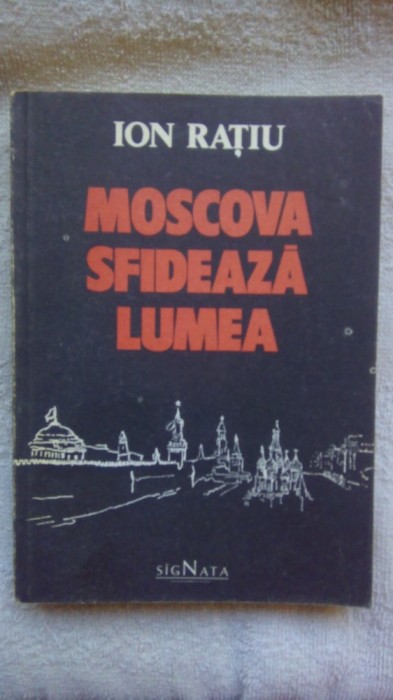 ION RAȚIU
MOSCOVA
SFIDEAZĂ
LUMEA
SIGNATA